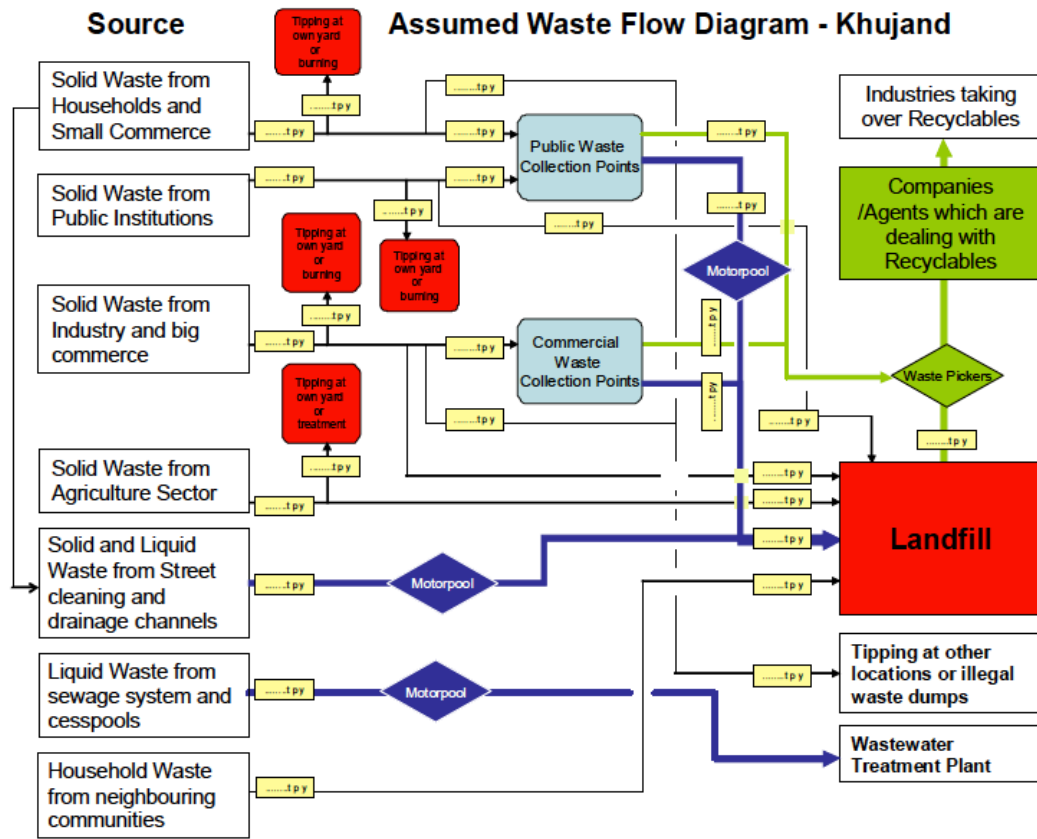 Source
Assumed Waste Flow Diagram - Khujand
Tipping at
own yard
or
burning
Solid Waste from
Households and
Small Commerce
........t p y
........t p y
........t p y
........t p y
........t p y
Public Waste
Collection Points
Industries taking
over Recyclables
Solid Waste from
Public Institutions
........t p y
........t p y
........t p y
........t p y
........t p y
Tipping at
own yard
or
burning
Companies
/Agents which are
dealing with
Recyclables
Tipping at
own yard
or
burning
Motorpool
Solid Waste from
Industry and big
commerce
........t p y
........t p y
........t p y
........t p y
Commercial
Waste
Collection Points
........t p y
........t p y
Waste Pickers
Tipping at
own yard
or
treatment
........t p y
........t p y
........t p y
Solid Waste from
Agriculture Sector
........t p y
........t p y
........t p y
........t p y
Landfill
Solid and Liquid
Waste from Street
cleaning and
drainage channels
........t p y
Motorpool
........t p y
........t p y
Liquid Waste from
sewage system and
cesspools
........t p y
Motorpool
........t p y
Tipping at other
locations or illegal
waste dumps
Wastewater
Treatment Plant
Household Waste
from neighbouring
communities
........t p y